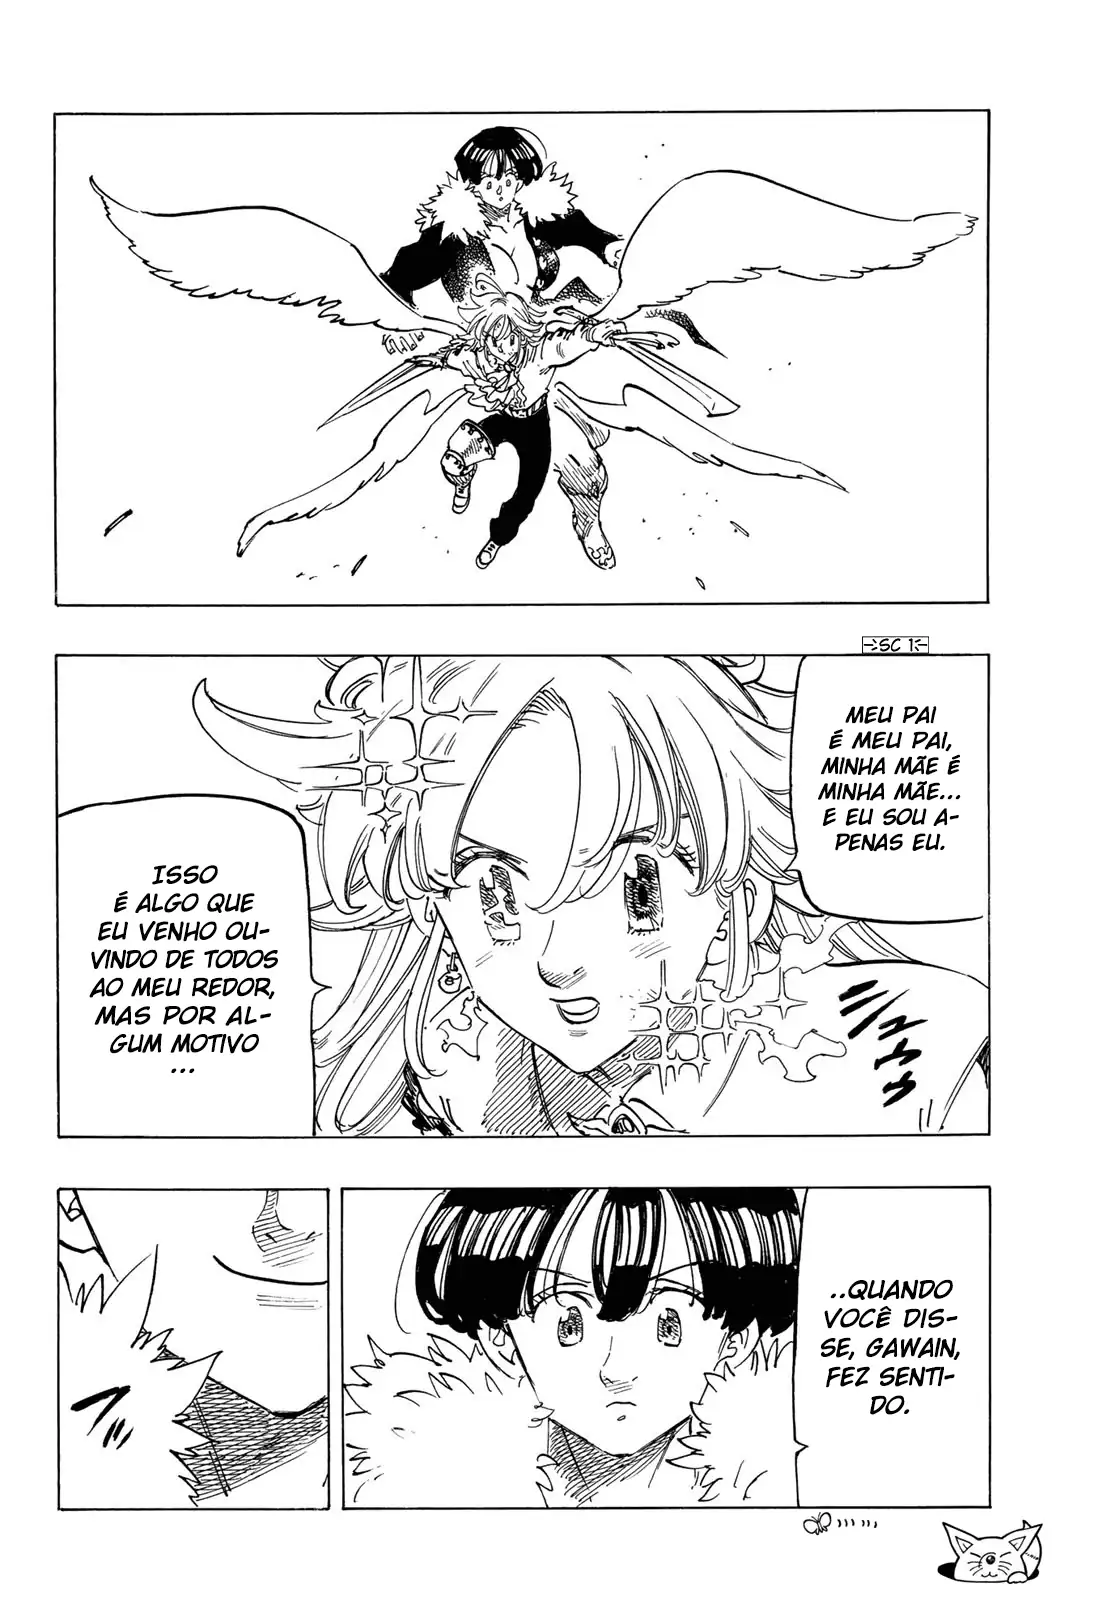 SC 1
MEU PAI
É MEU PAI,
MINHA MÃE É
MINHA MÃE...
E EU SOU A-
PENAS EU.
ISSO
É ALGO QUE
EU VENHO OU-
VINDO DE TODOS
AO MEU REDOR,
MAS POR AL-
GUM MOTIVO
...
..QUANDO
VOCÊ DIS-
SE, GAWAIN,
FEZ SENTI-
DO.